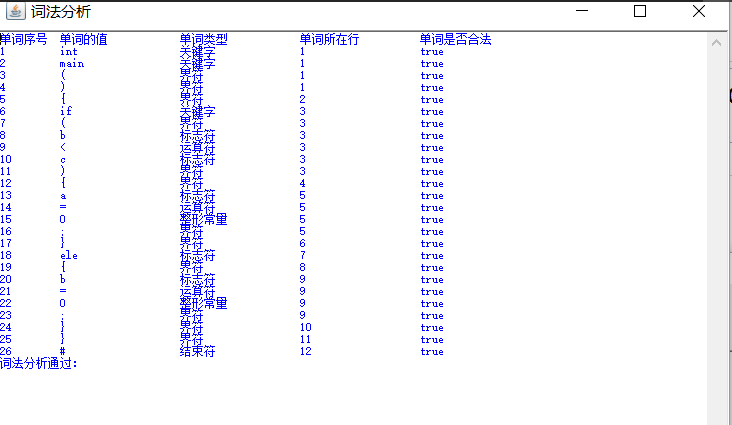 词法分析
单词序号 单词的值 单词类型 单词所在行 单词是否合法
1 int 关键字 1 true
2 main 关键字 1 true
3 ( 界符 1 true
4 ) 界符 1 true
5 { 界符 2 true
6 if 关键字 3 true
7 ( 界符 3 true
8 b 标志符 3 true
9 < 运算符 3 true
10 c 标志符 3 true
11 ) 界符 3 true
12 { 界符 4 true
13 a 标志符 5 true
14 = 运算符 5 true
15 0 整形常量 5 true
16 ; 界符 5 true
17 } 界符 6 true
18 ele 标志符 7 true
19 { 界符 8 true
20 b 标志符 9 true
21 = 运算符 9 true
22 0 整形常量 9 true
23 ; 界符 9 true
24 } 界符 10 true
25 } 界符 11 true
26 # 结束符 12 true
词法分析通过: